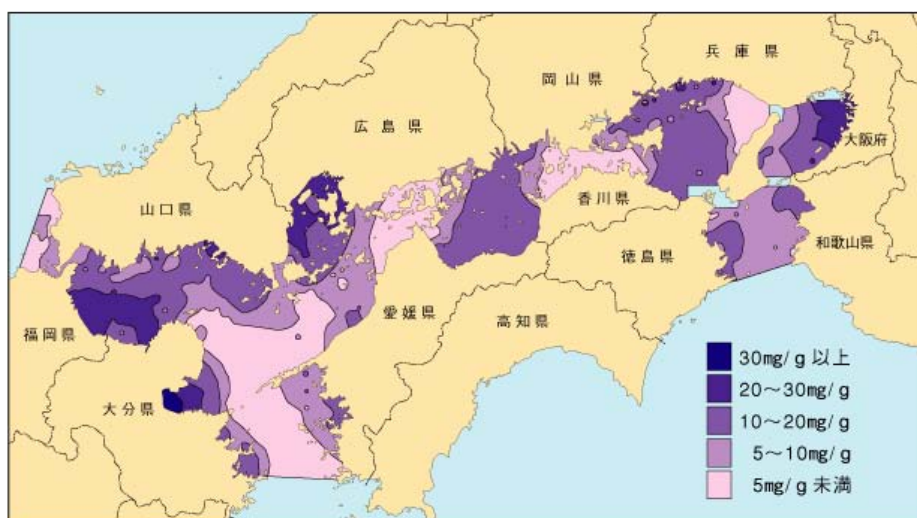 兵庫県
岡山県
広島県
大阪府
山口県
香川県
和歌山県
徳島県
愛媛県
高知県
福岡県
大分県
30mg/g 以上
20～30mg/g
10～20mg/g
5～10mg/g
5mg/g 未満